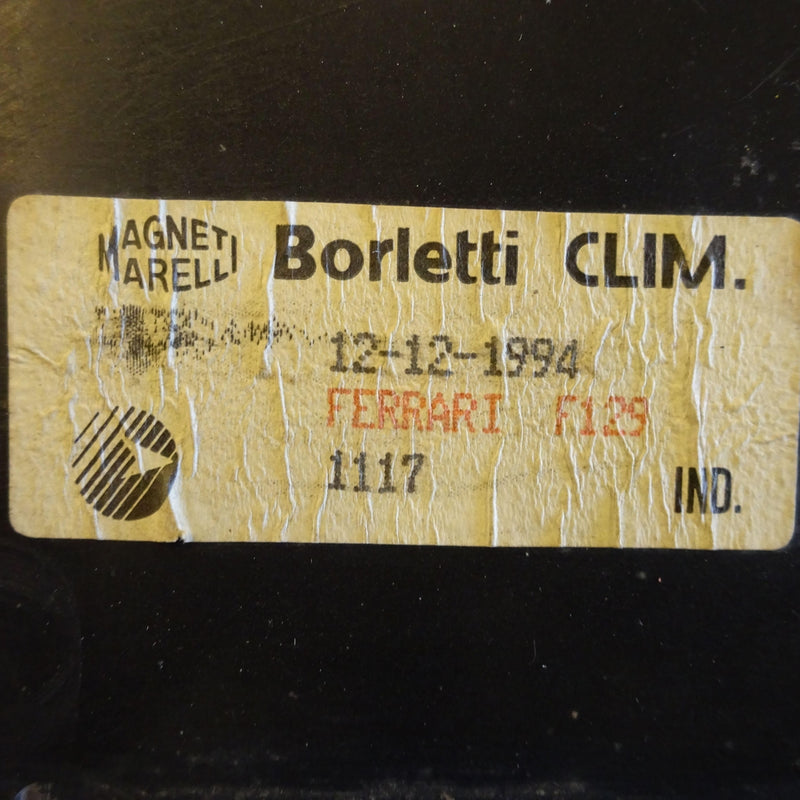 MAGNETI
MARELLI
Borletti CLIM.
12-12-1994
FERRARI F129
1117
IND.